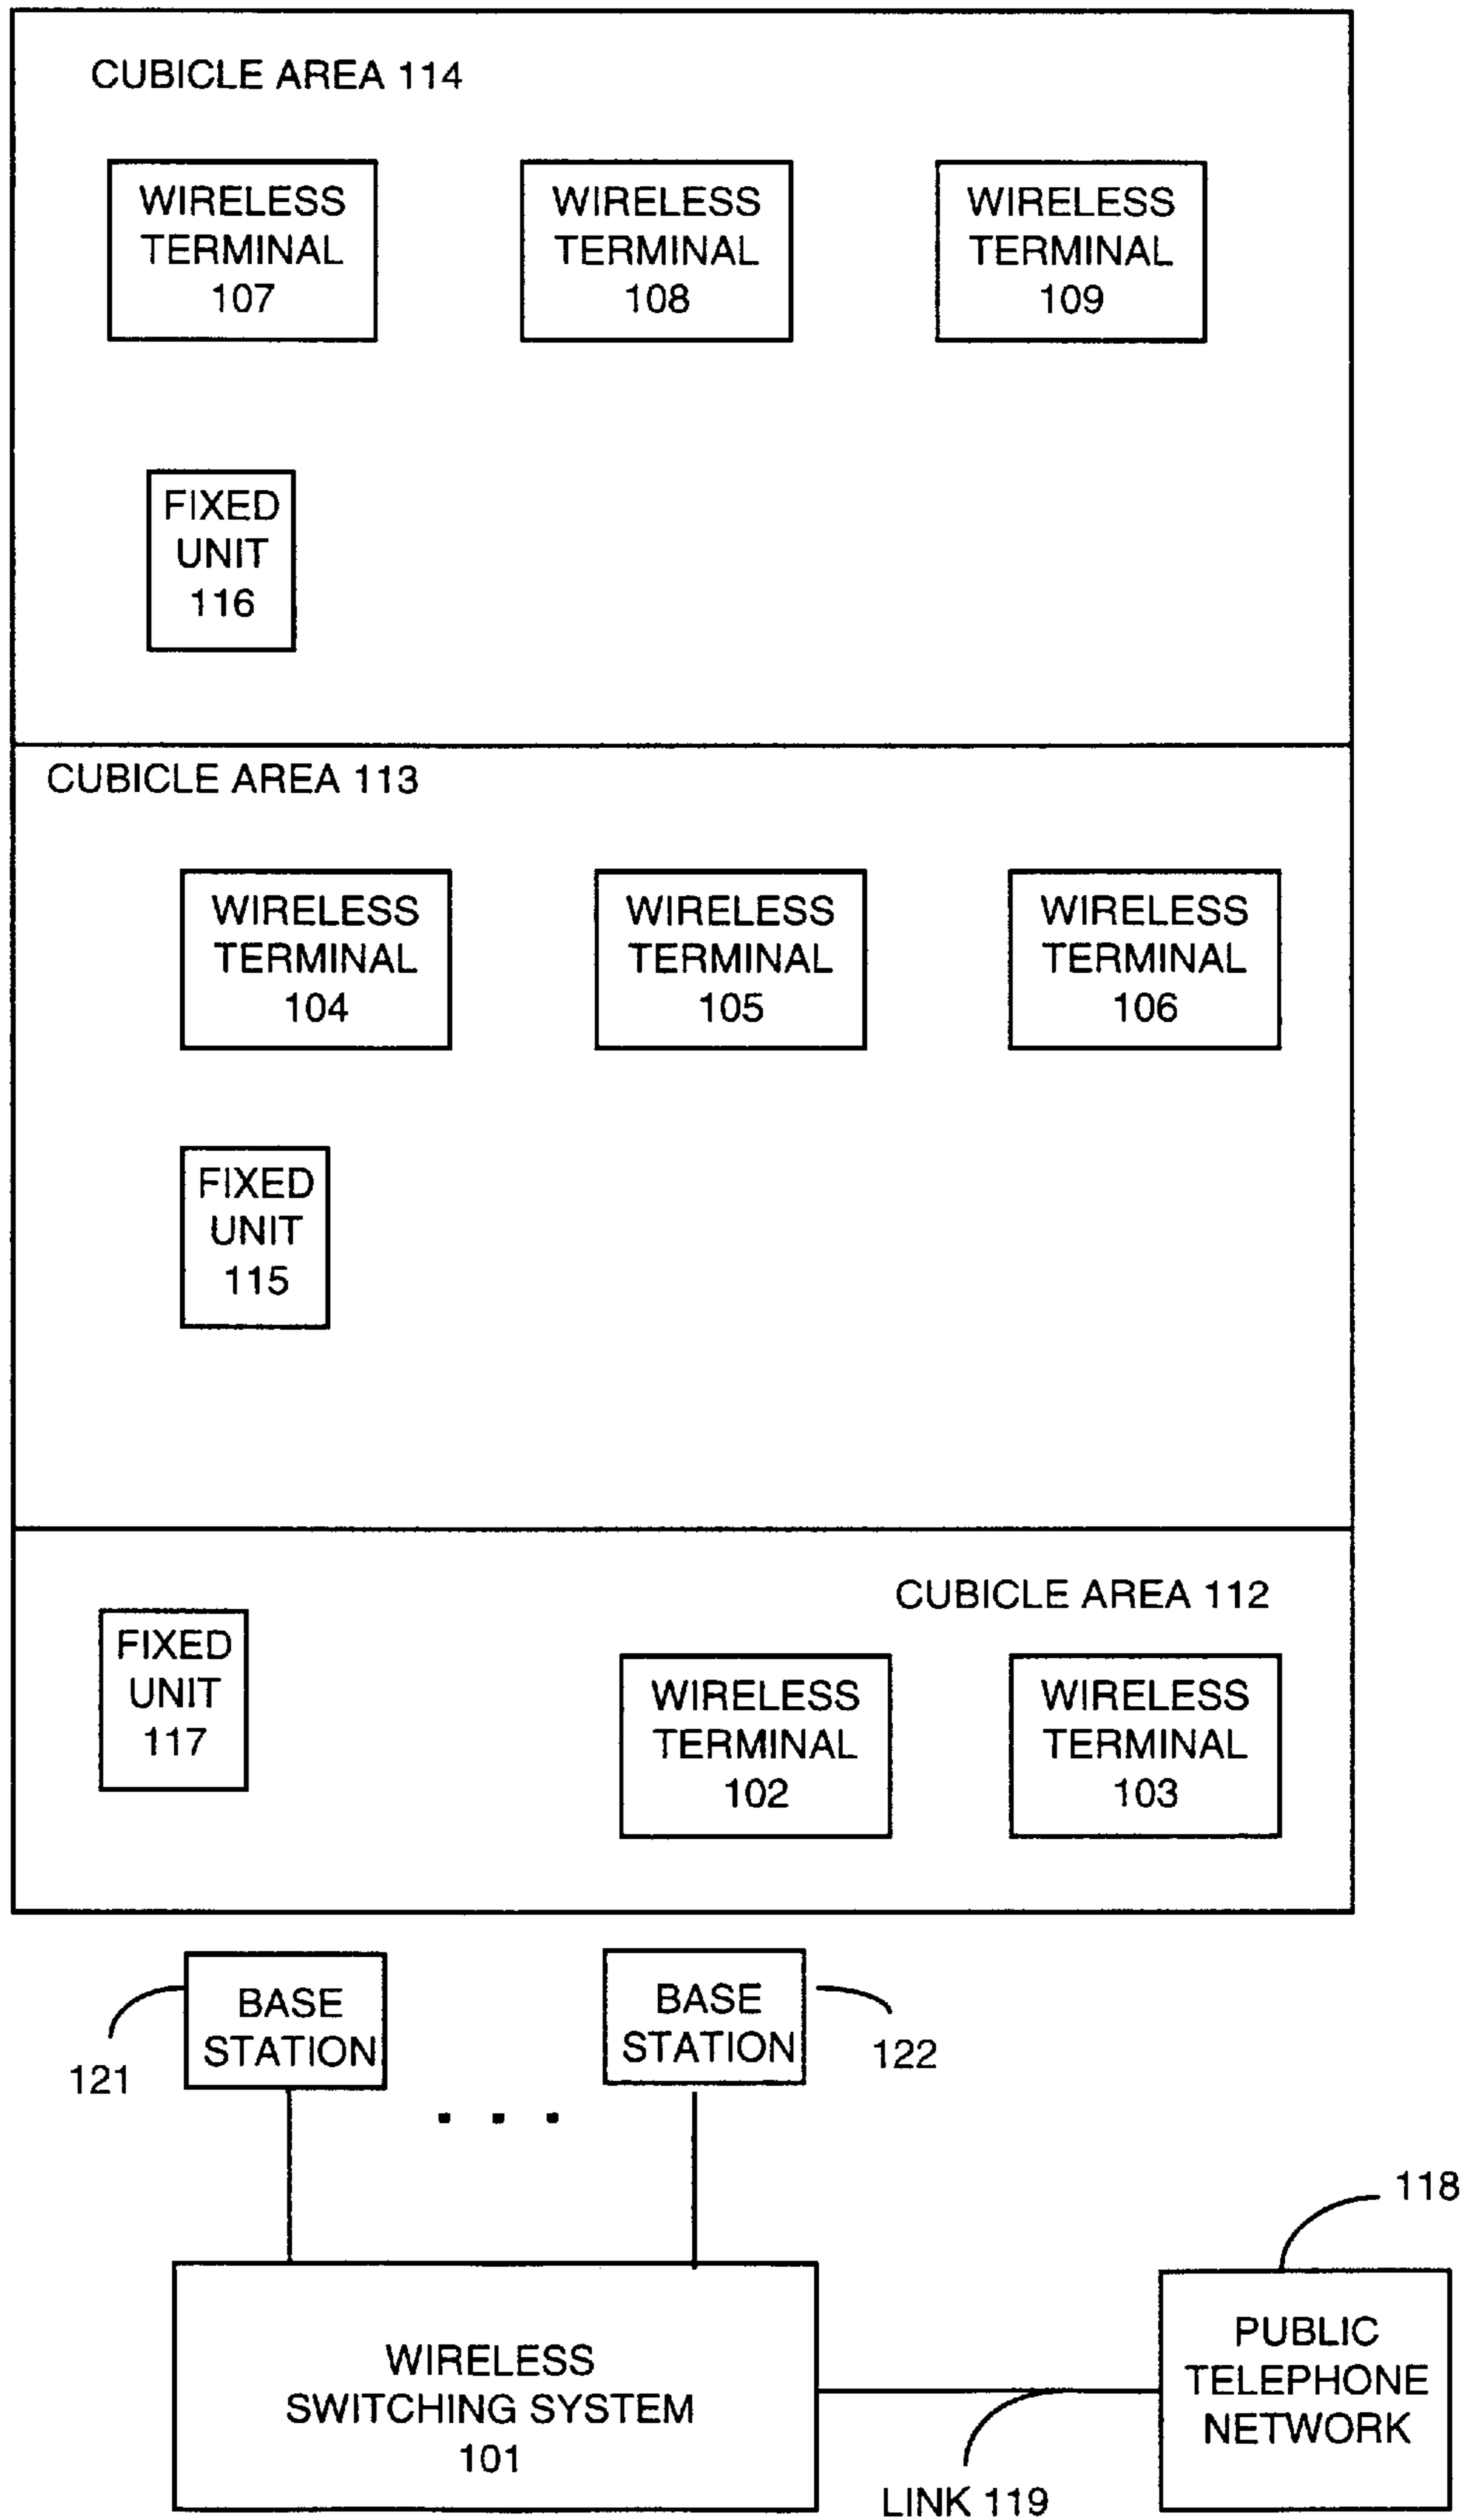 CUBICLE AREA 114
WIRELESS
TERMINAL
107
WIRELESS
TERMINAL
108
WIRELESS
TERMINAL
109
FIXED
UNIT
116
CUBICLE AREA 113
WIRELESS
TERMINAL
104
WIRELESS
TERMINAL
105
WIRELESS
TERMINAL
106
FIXED
UNIT
115
CUBICLE AREA 112
FIXED
UNIT
117
WIRELESS
TERMINAL
102
WIRELESS
TERMINAL
103
BASE
STATION
121
BASE
STATION
122
. . .
118
WIRELESS
SWITCHING SYSTEM
101
PUBLIC
TELEPHONE
NETWORK
LINK 119